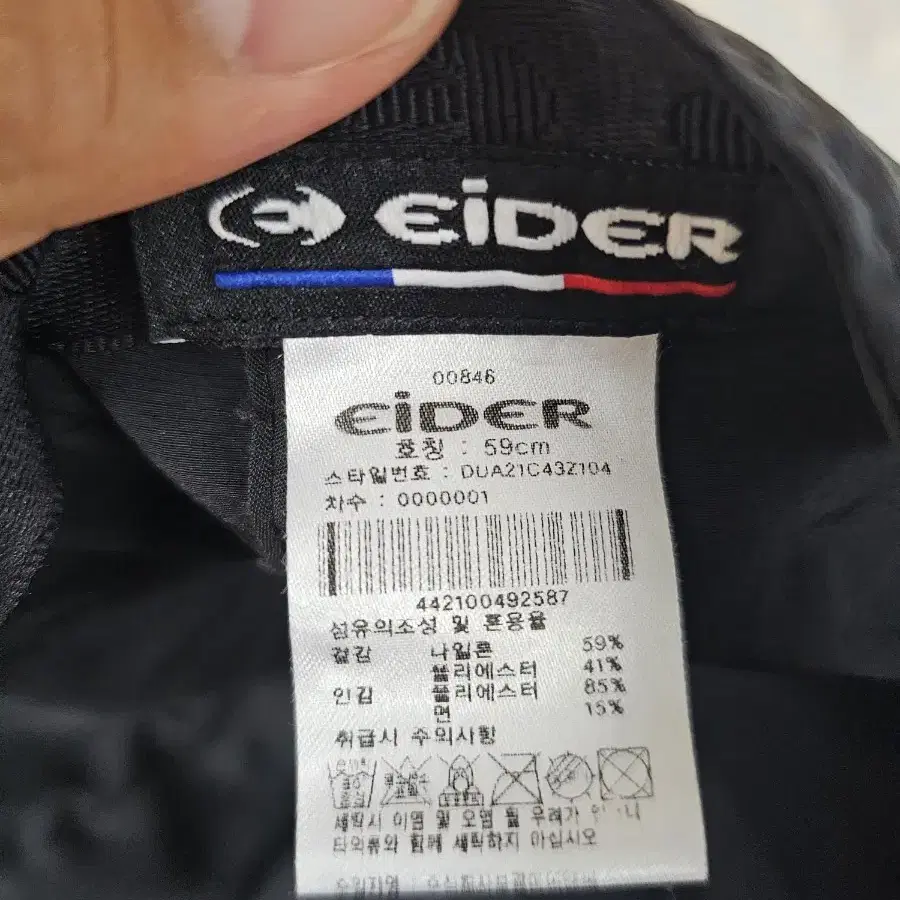 EiDER
00846
EiDER
호칭 : 59cm
스타일번호 : DUA21C43Z104
차수 : 0000001
442100492587
섬유의조성 및 혼용율
겉감 나일론 59%
폴리에스터 41%
안감 폴리에스터 85%
면 15%
취급시 주의사항
세탁시 이염 및 오염 될 우려가
타의류와 함께 세탁하지 마십시오